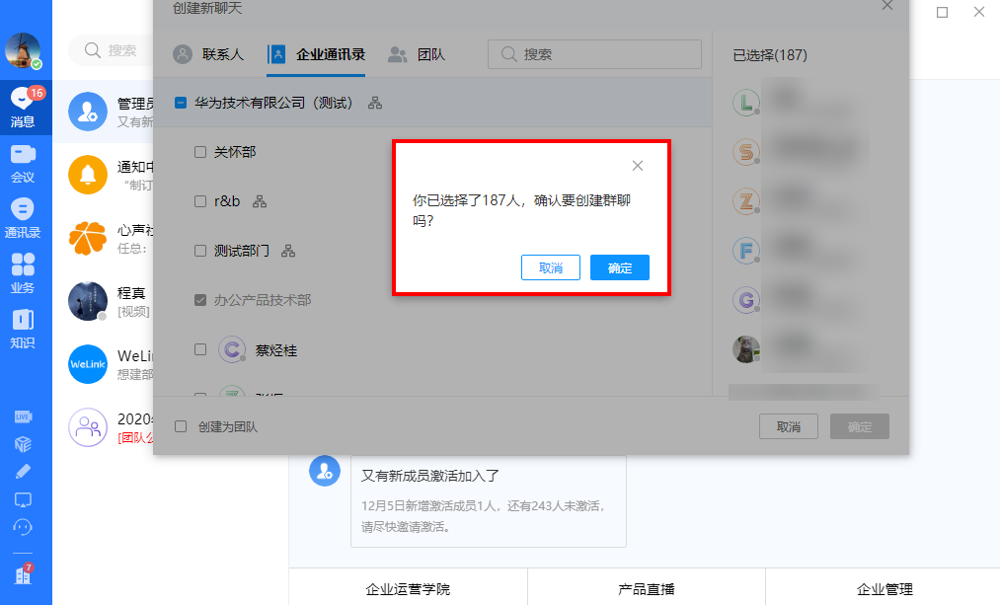 创建新聊天
联系人
企业通讯录
团队
搜索
已选择(187)
华为技术有限公司（测试）
关怀部
r&b
测试部门
办公产品技术部
蔡烃桂
创建为团队
取消
确定
你已选择了187人，确认要创建群聊
吗？
取消
确定
L
S
Z
F
G
C
16
消息
会议
通讯录
业务
知识
LIVE
7
搜索
管理员
又有新
通知中
“制订
心声社
任总：
程真
[视频]
WeLink
WeLin
想建部
2020
[团队公
又有新成员激活加入了
12月5日新增激活成员1人，还有243人未激活，
请尽快邀请激活。
企业运营学院
产品直播
企业管理